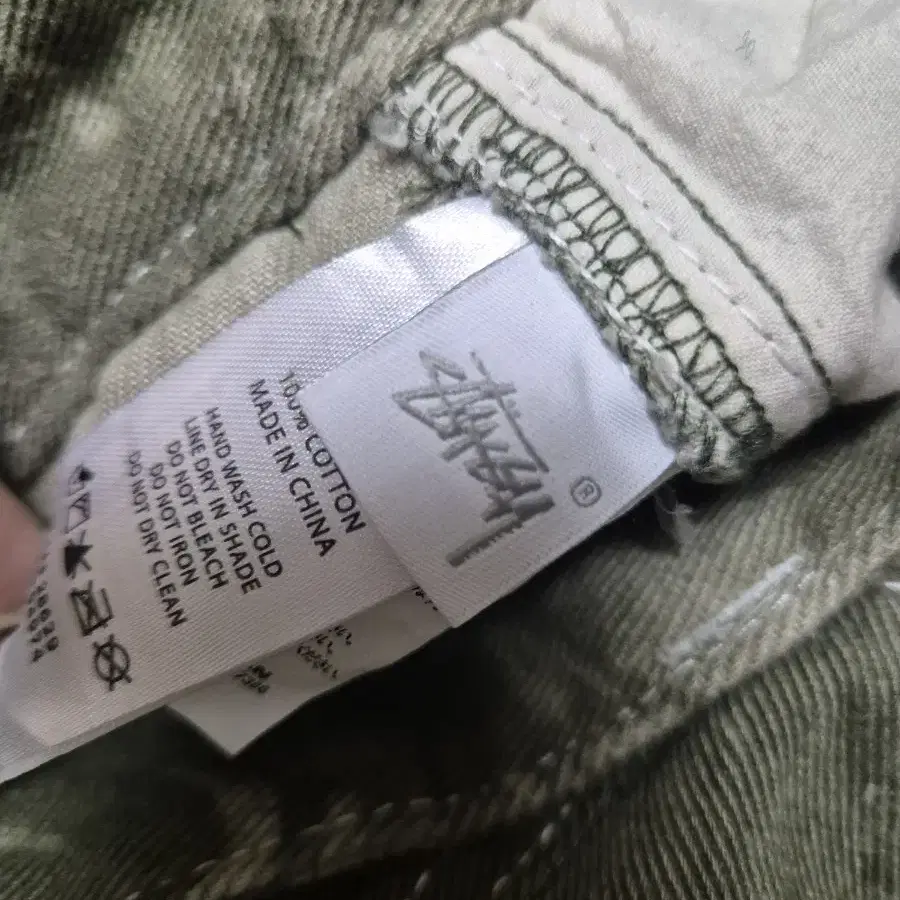 Stüssy ®
100% COTTON
MADE IN CHINA
HAND WASH COLD
LINE DRY IN SHADE
DO NOT BLEACH
DO NOT IRON
DO NOT DRY CLEAN